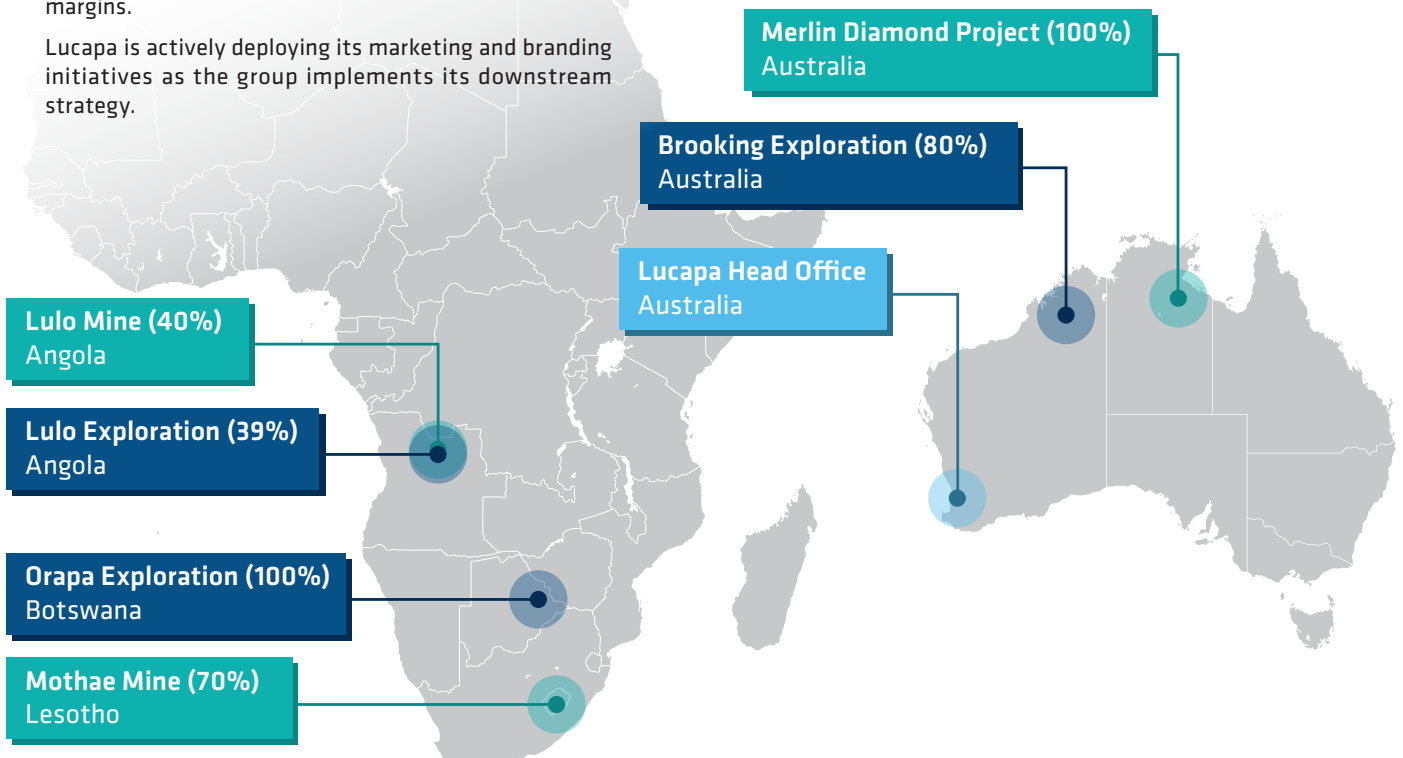 margins.
Lucapa is actively deploying its marketing and branding
initiatives as the group implements its downstream
strategy.
Merlin Diamond Project (100%)
Australia
Brooking Exploration (80%)
Australia
Lucapa Head Office
Australia
Lulo Mine (40%)
Angola
Lulo Exploration (39%)
Angola
Orapa Exploration (100%)
Botswana
Mothae Mine (70%)
Lesotho